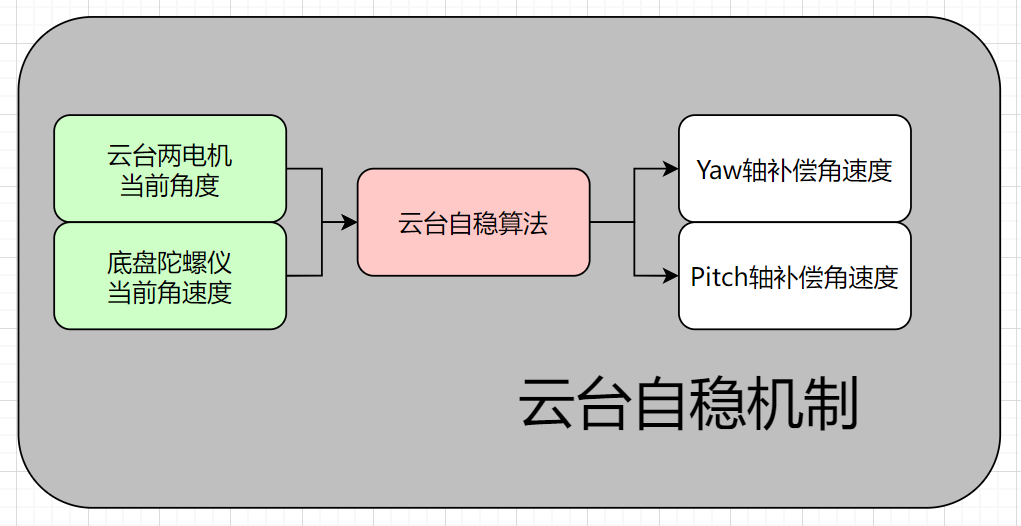 云台两电机
当前角度
底盘陀螺仪
当前角速度
云台自稳算法
Yaw轴补偿角速度
Pitch轴补偿角速度
云台自稳机制